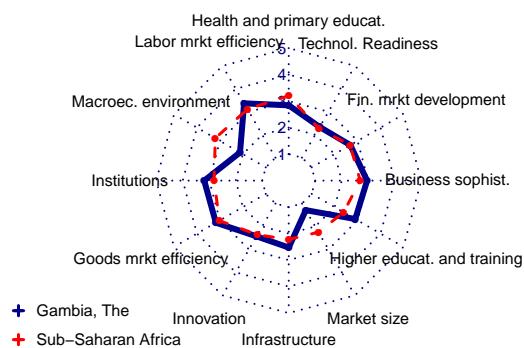 Health and primary educat.
Labor mrkt efficiency
5
Technol. Readiness
4
Macroec. environment
Fin. mrkt development
2
1
Institutions
Business sophist.
Goods mrkt efficiency
Higher educat. and training
Gambia, The
Innovation
Market size
Sub−Saharan Africa
Infrastructure